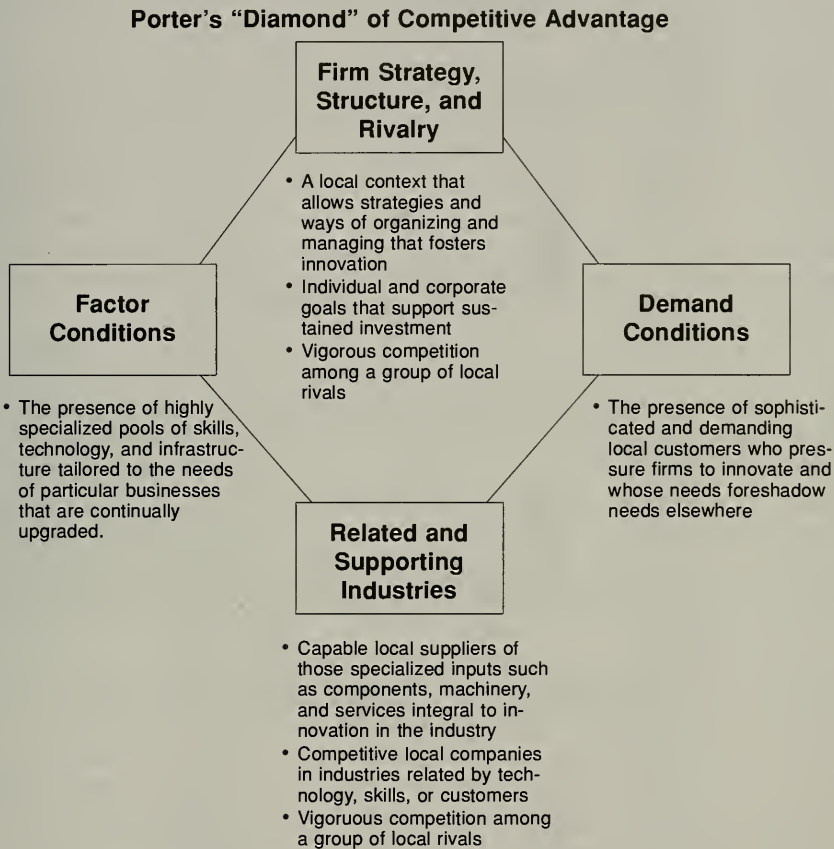 Porter's “Diamond” of Competitive Advantage
Firm Strategy,
Structure, and
Rivalry
• A local context that
allows strategies and
ways of organizing and
managing that fosters
innovation
• Individual and corporate
goals that support sus-
tained investment
• Vigorous competition
among a group of local
rivals
Factor
Conditions
• The presence of highly
specialized pools of skills,
technology, and infrastruc-
ture tailored to the needs
of particular businesses
that are continually
upgraded.
Demand
Conditions
• The presence of sophisti-
cated and demanding
local customers who pres-
sure firms to innovate and
whose needs foreshadow
needs elsewhere
Related and
Supporting
Industries
• Capable local suppliers of
those specialized inputs such
as components, machinery,
and services integral to in-
novation in the industry
• Competitive local companies
in industries related by tech-
nology, skills, or customers
• Vigoruous competition among
a group of local rivals